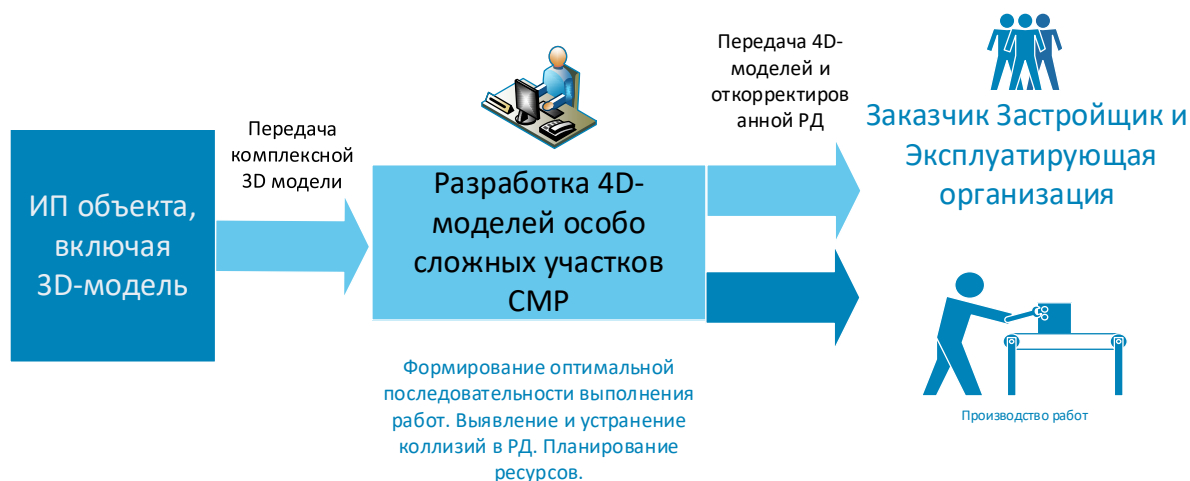 ИП объекта,
включая
3D-модель
Передача
комплексной
3D модели
Разработка 4D-
моделей особо
сложных участков
СМР
Формирование оптимальной
последовательности выполнения
работ. Выявление и устранение
коллизий в РД. Планирование
ресурсов.
Передача 4D-
моделей и
откорректиров
анной РД
Заказчик Застройщик и
Эксплуатирующая
организация
Производство работ